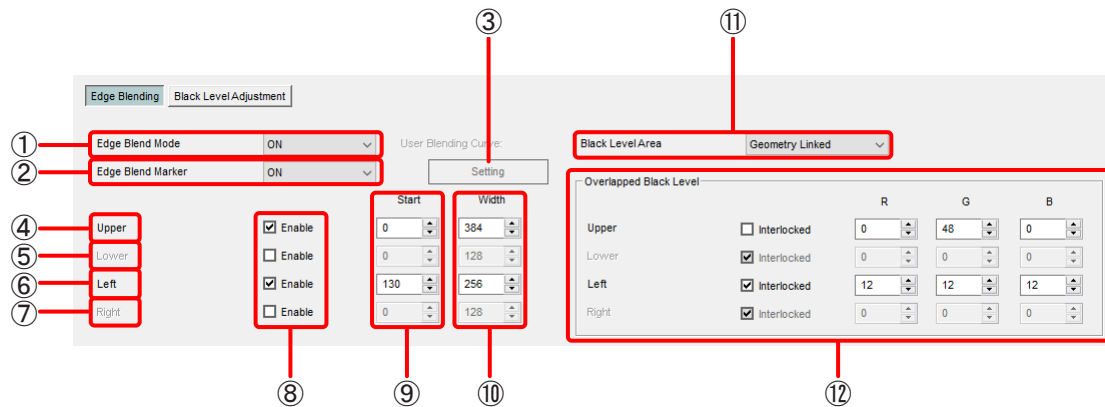 ③ ⑪
Edge Blending Black Level Adjustment
① Edge Blend Mode ON User Blending Curve: Black Level Area Geometry Linked
② Edge Blend Marker ON Setting
Overlapped Black Level
Start Width R G B
④ Upper Enable 0 384 Upper Interlocked 0 48 0
⑤ Lower Enable 0 128 Lower Interlocked 0 0 0
⑥ Left Enable 130 256 Left Interlocked 12 12 12
⑦ Right Enable 0 128 Right Interlocked 0 0 0
⑧ ⑨ ⑩ ⑫